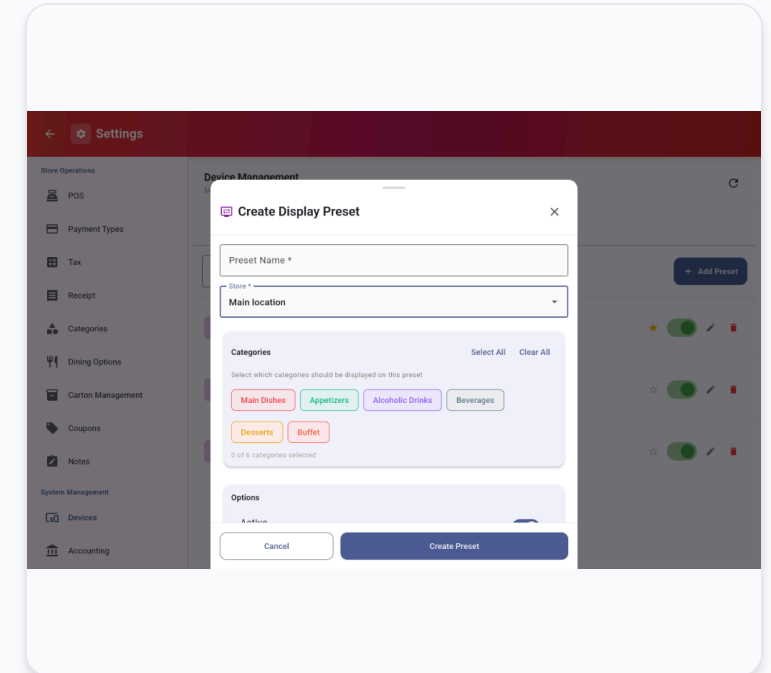 Settings
Store Operations
POS
Payment Types
Tax
Receipt
Categories
Dining Options
Carton Management
Coupons
Notes
System Management
Devices
Accounting
Device Management
+ Add Preset
Create Display Preset
Preset Name *
Store *
Main location
Categories Select All Clear All
Select which categories should be displayed on this preset
Main Dishes Appetizers Alcoholic Drinks Beverages
Desserts Buffet
0 of 6 categories selected
Options
Active
Cancel Create Preset